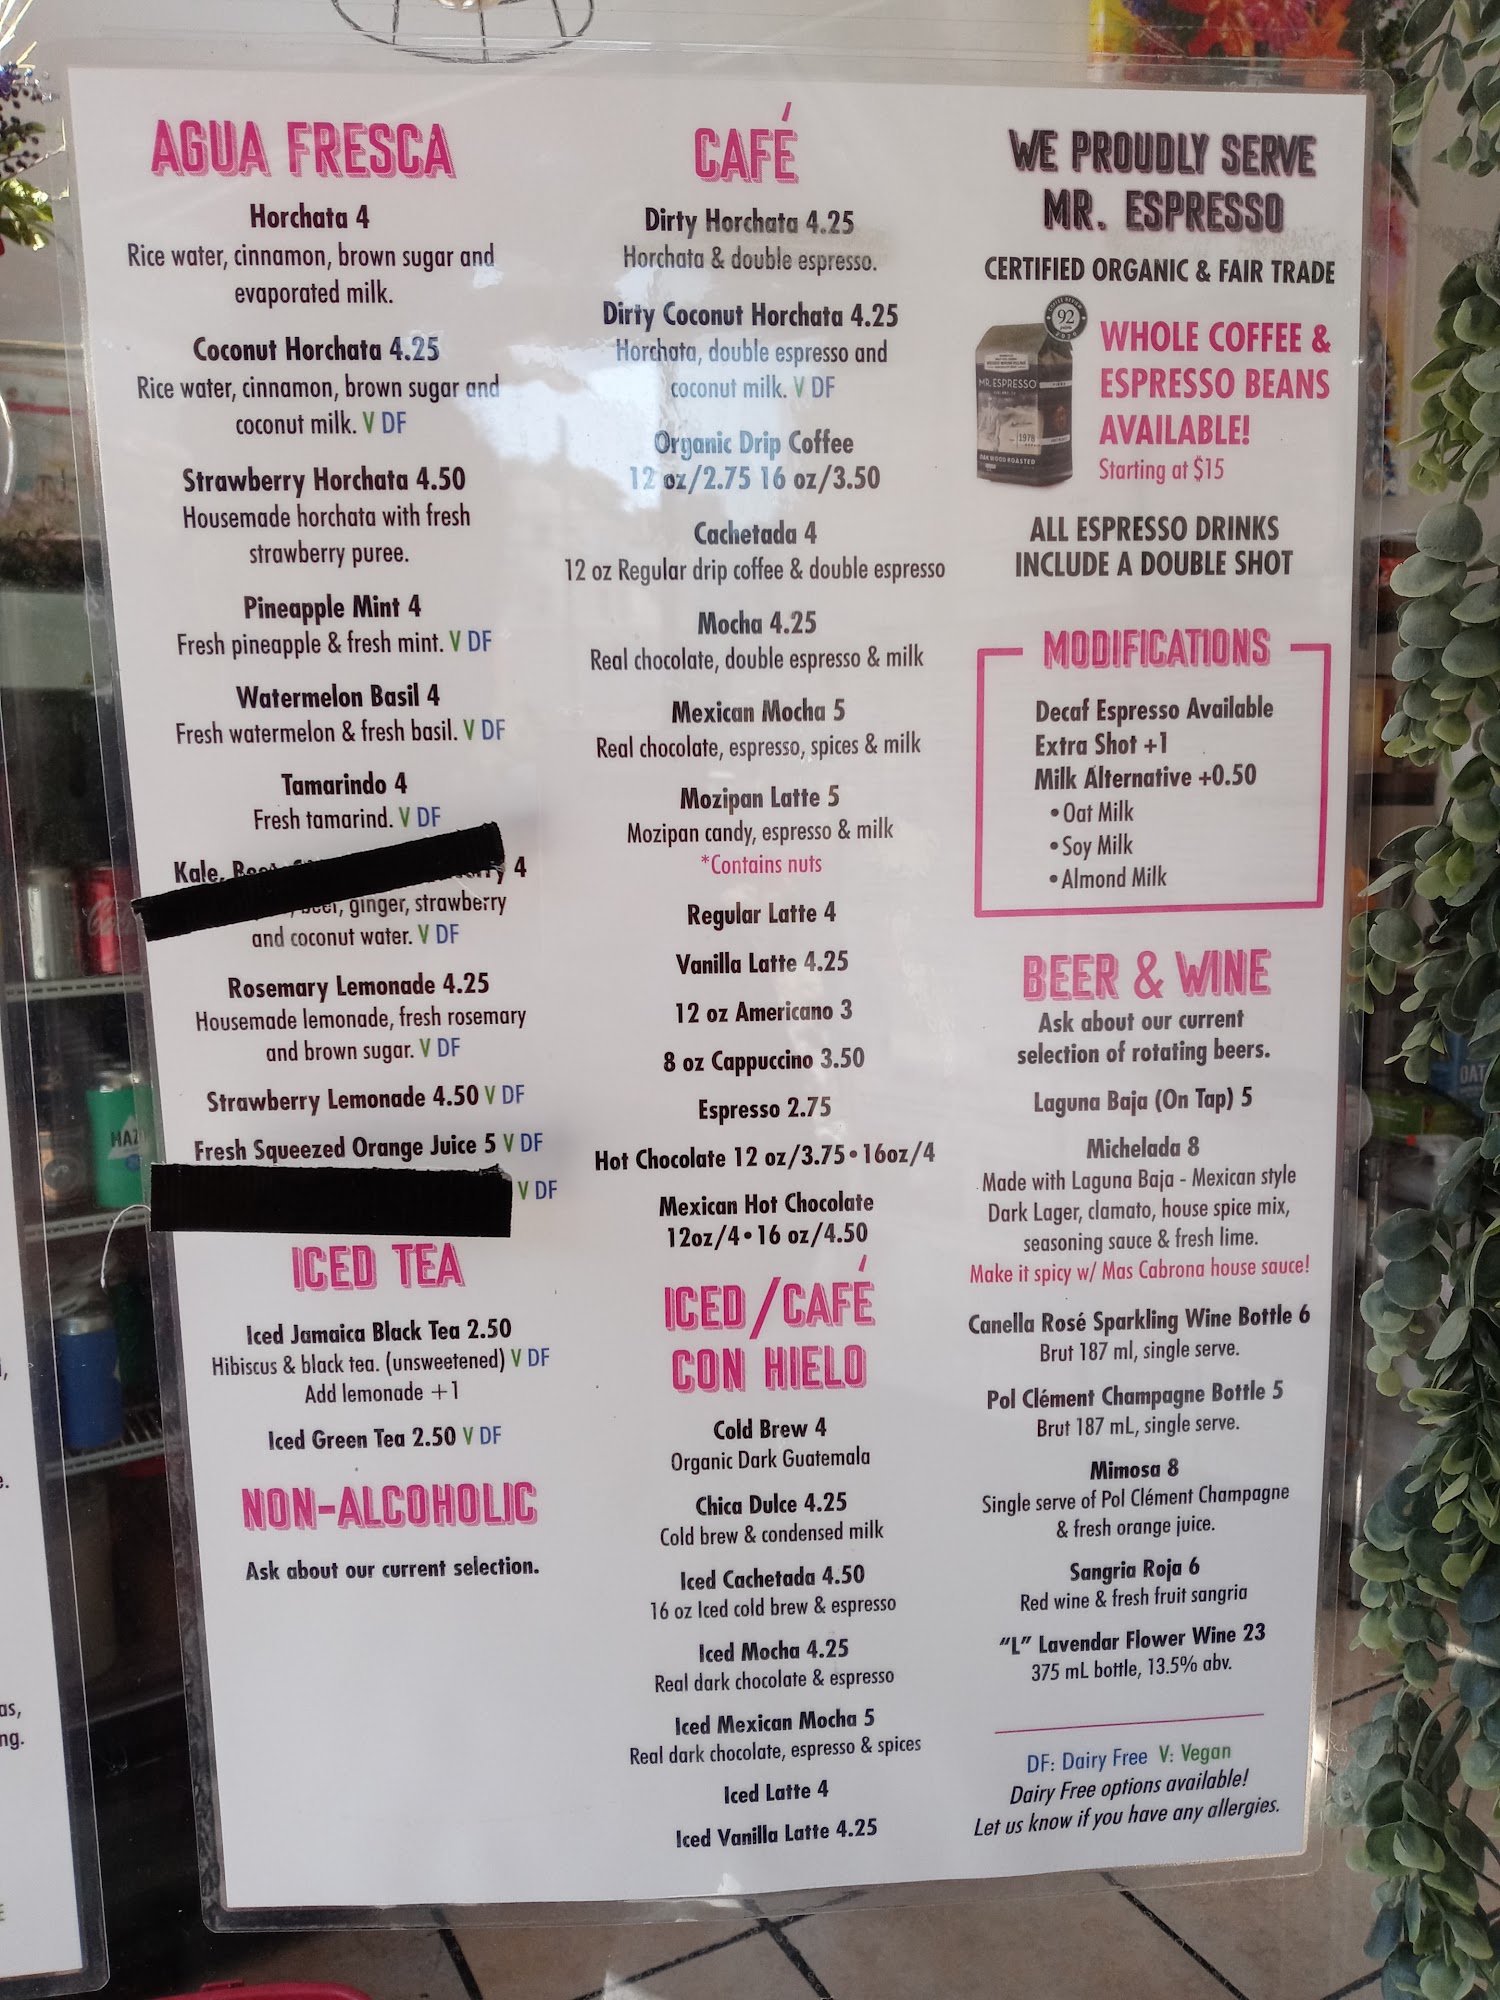 AGUA FRESCA
Horchata 4
Rice water, cinnamon, brown sugar and
evaporated milk.
Coconut Horchata 4.25
Rice water, cinnamon, brown sugar and
coconut milk. V DF
Strawberry Horchata 4.50
Housemade horchata with fresh
strawberry puree.
Pineapple Mint 4
Fresh pineapple & fresh mint. V DF
Watermelon Basil 4
Fresh watermelon & fresh basil. V DF
Tamarindo 4
Fresh tamarind. V DF
Kale, 4
ginger, strawberry
and coconut water. V DF
Rosemary Lemonade 4.25
Housemade lemonade, fresh rosemary
and brown sugar. V DF
Strawberry Lemonade 4.50 V DF
Fresh Squeezed Orange Juice 5 V DF
V DF
ICED TEA
Iced Jamaica Black Tea 2.50
Hibiscus & black tea. (unsweetened) V DF
Add lemonade +1
Iced Green Tea 2.50 V DF
NON-ALCOHOLIC
Ask about our current selection.
CAFÉ
Dirty Horchata 4.25
Horchata & double espresso.
Dirty Coconut Horchata 4.25
Horchata, double espresso and
coconut milk. V DF
Organic Drip Coffee
12 oz/2.75 16 oz/3.50
Cachetada 4
12 oz Regular drip coffee & double espresso
Mocha 4.25
Real chocolate, double espresso & milk
Mexican Mocha 5
Real chocolate, espresso, spices & milk
Mozipan Latte 5
Mozipan candy, espresso & milk
*Contains nuts
Regular Latte 4
Vanilla Latte 4.25
12 oz Americano 3
8 oz Cappuccino 3.50
Espresso 2.75
Hot Chocolate 12 oz/3.75•16oz/4
Mexican Hot Chocolate
12oz/4•16 oz/4.50
ICED/CAFÉ
CON HIELO
Cold Brew 4
Organic Dark Guatemala
Chica Dulce 4.25
Cold brew & condensed milk
Iced Cachetada 4.50
16 oz Iced cold brew & espresso
Iced Mocha 4.25
Real dark chocolate & espresso
Iced Mexican Mocha 5
Real dark chocolate, espresso & spices
Iced Latte 4
Iced Vanilla Latte 4.25
WE PROUDLY SERVE
MR. ESPRESSO
CERTIFIED ORGANIC & FAIR TRADE
92
MR. ESPRESSO
1978
OAK WOOD ROASTED
WHOLE COFFEE &
ESPRESSO BEANS
AVAILABLE!
Starting at $15
ALL ESPRESSO DRINKS
INCLUDE A DOUBLE SHOT
MODIFICATIONS
Decaf Espresso Available
Extra Shot +1
Milk Alternative +0.50
• Oat Milk
• Soy Milk
• Almond Milk
BEER & WINE
Ask about our current
selection of rotating beers.
Laguna Baja (On Tap) 5
Michelada 8
Made with Laguna Baja - Mexican style
Dark Lager, clamato, house spice mix,
seasoning sauce & fresh lime.
Make it spicy w/ Mas Cabrona house sauce!
Canella Rosé Sparkling Wine Bottle 6
Brut 187 ml, single serve.
Pol Clément Champagne Bottle 5
Brut 187 mL, single serve.
Mimosa 8
Single serve of Pol Clément Champagne
& fresh orange juice.
Sangria Roja 6
Red wine & fresh fruit sangria
"L" Lavendar Flower Wine 23
375 mL bottle, 13.5% abv.
DF: Dairy Free V: Vegan
Dairy Free options available!
Let us know if you have any allergies.